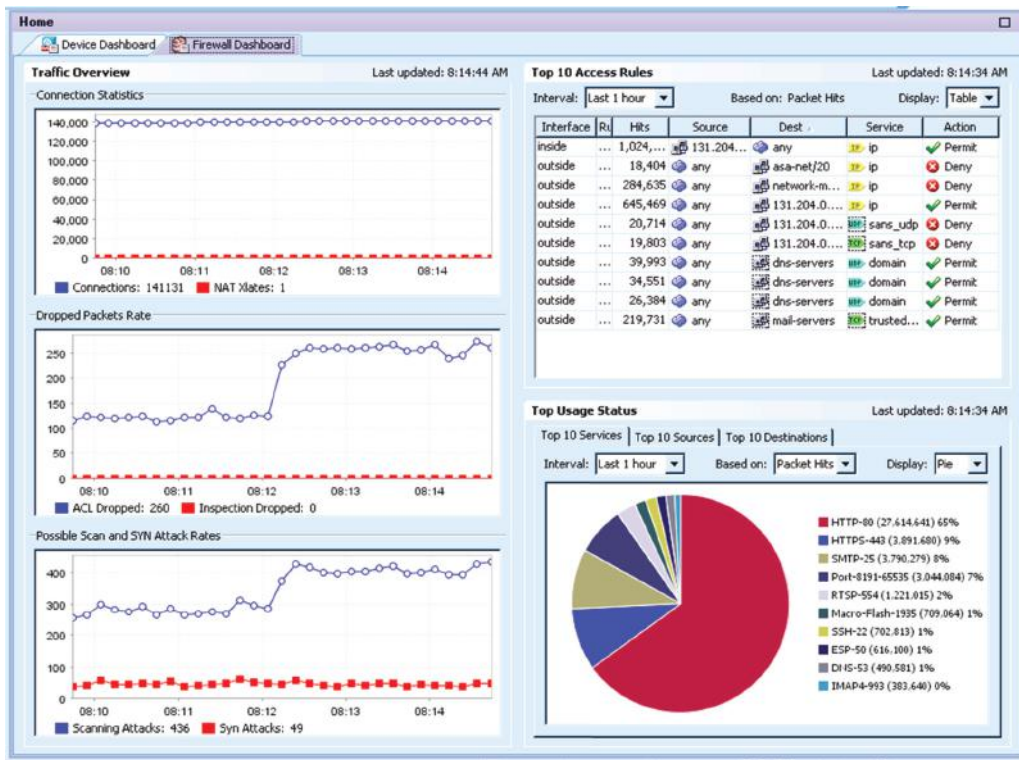 Home
Device Dashboard Firewall Dashboard
Traffic Overview Last updated: 8:14:44 AM
Connection Statistics
140,000
120,000
100,000
80,000
60,000
40,000
20,000
0
08:10 08:11 08:12 08:13 08:14
Connections: 141131 NAT Xlates: 1
Dropped Packets Rate
250
200
150
100
50
0
08:10 08:11 08:12 08:13 08:14
ACL Dropped: 260 Inspection Dropped: 0
Possible Scan and SYN Attack Rates
400
300
200
100
0
08:10 08:11 08:12 08:13 08:14
Scanning Attacks: 436 Syn Attacks: 49
Top 10 Access Rules Last updated: 8:14:34 AM
Interval: Last 1 hour Based on: Packet Hits Display: Table
Interface Ru Hits Source Dest Service Action
inside ... 1,024,... 131.204... any IP ip Permit
outside ... 18,404 any asa-net/20 IP ip Deny
outside ... 284,635 any network-m... IP ip Deny
outside ... 645,469 any 131.204.0.... IP ip Permit
outside ... 20,714 any 131.204.0.... UDP sans_udp Deny
outside ... 19,803 any 131.204.0.... TCP sans_tcp Deny
outside ... 39,993 any dns-servers UDP domain Permit
outside ... 34,551 any dns-servers UDP domain Permit
outside ... 26,384 any dns-servers UDP domain Permit
outside ... 219,731 any mail-servers TCP trusted... Permit
Top Usage Status Last updated: 8:14:34 AM
Top 10 Services Top 10 Sources Top 10 Destinations
Interval: Last 1 hour Based on: Packet Hits Display: Pie
HTTP-80 (27.614.641) 65%
HTTPS-443 (3.891.680) 9%
SMTP-25 (3.790.279) 8%
Port-8191-65535 (3.044.084) 7%
RTSP-554 (1.221.015) 2%
Macro-Flash-1935 (709.064) 1%
SSH-22 (702.813) 1%
ESP-50 (616.100) 1%
DNS-53 (490.581) 1%
IMAP4-993 (383.640) 0%